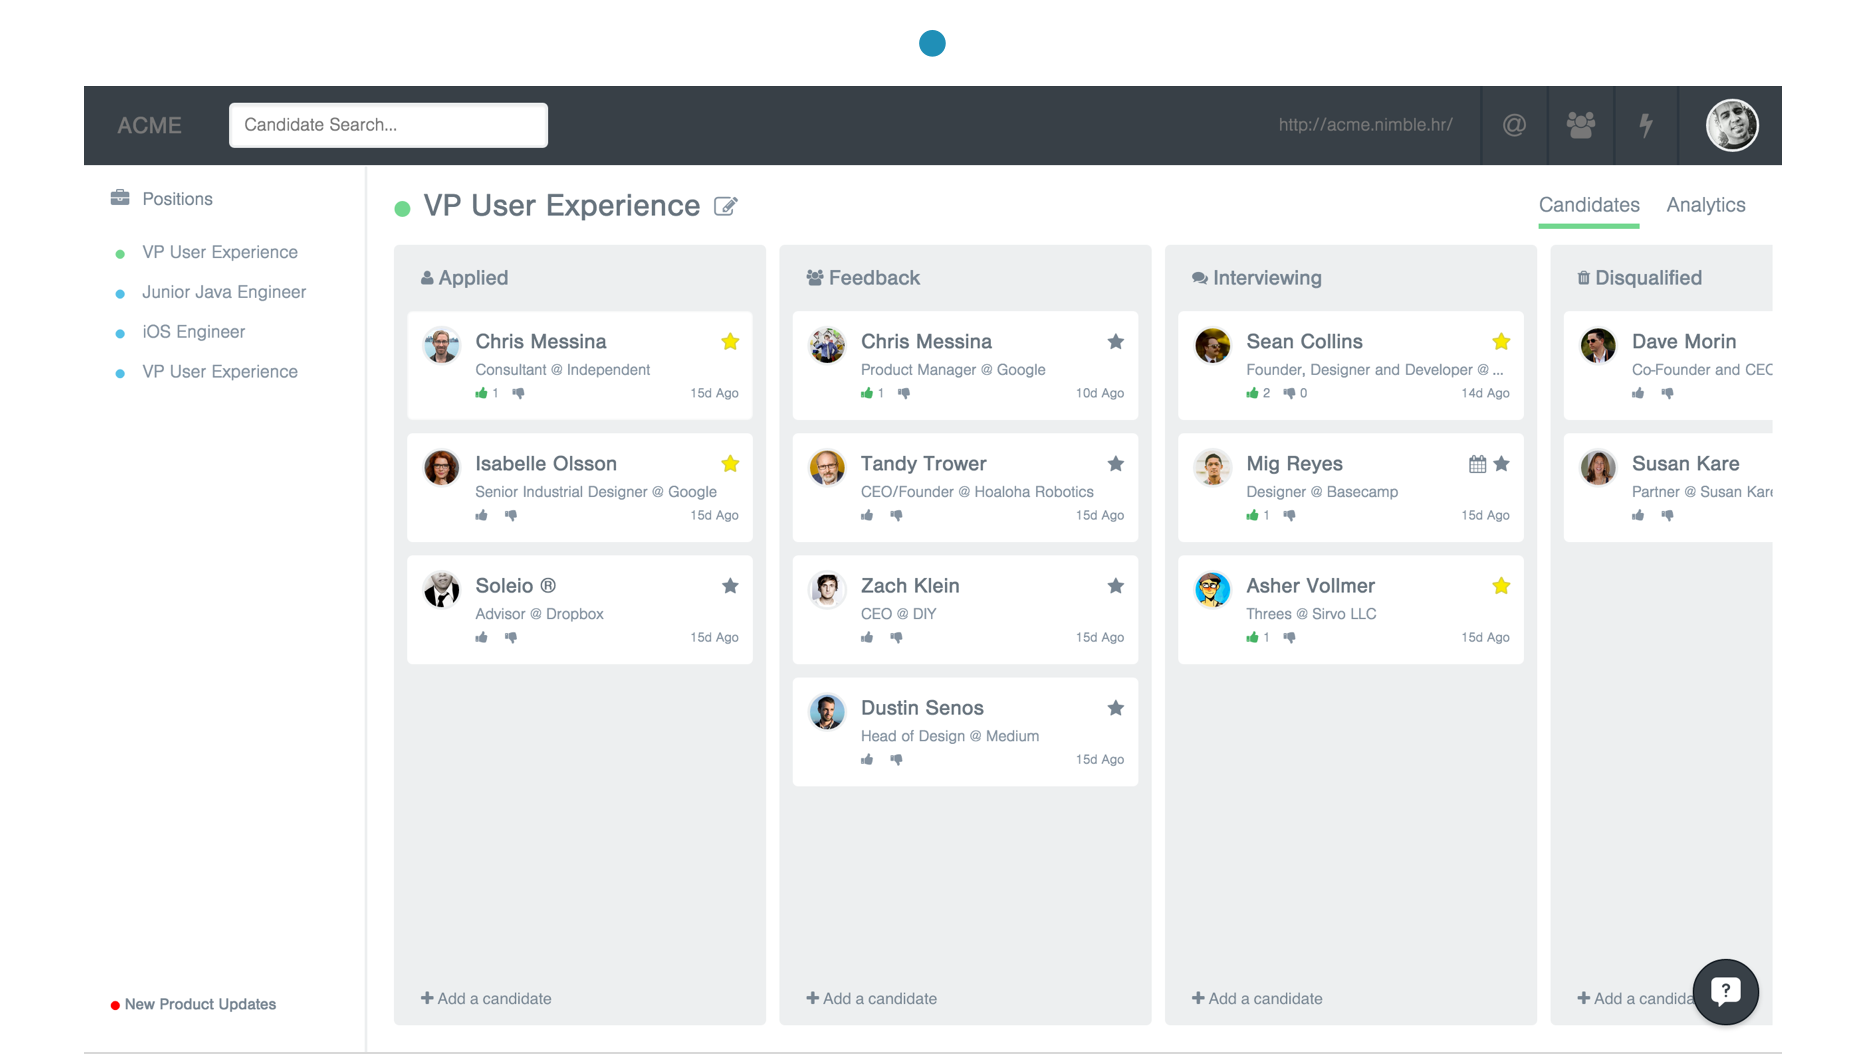 ACME
Candidate Search...
http://acme.nimble.hr/
@
Positions
VP User Experience
Junior Java Engineer
iOS Engineer
VP User Experience
New Product Updates
VP User Experience
Candidates
Analytics
Applied
Chris Messina
Consultant @ Independent
1
15d Ago
Isabelle Olsson
Senior Industrial Designer @ Google
15d Ago
Soleio ®
Advisor @ Dropbox
15d Ago
Add a candidate
Feedback
Chris Messina
Product Manager @ Google
1
10d Ago
Tandy Trower
CEO/Founder @ Hoaloha Robotics
15d Ago
Zach Klein
CEO @ DIY
15d Ago
Dustin Senos
Head of Design @ Medium
15d Ago
Add a candidate
Interviewing
Sean Collins
Founder, Designer and Developer @ ...
2 0
14d Ago
Mig Reyes
Designer @ Basecamp
1
15d Ago
Asher Vollmer
Threes @ Sirvo LLC
1
15d Ago
Add a candidate
Disqualified
Dave Morin
Co-Founder and CEO
Susan Kare
Partner @ Susan Kare
Add a candida
?